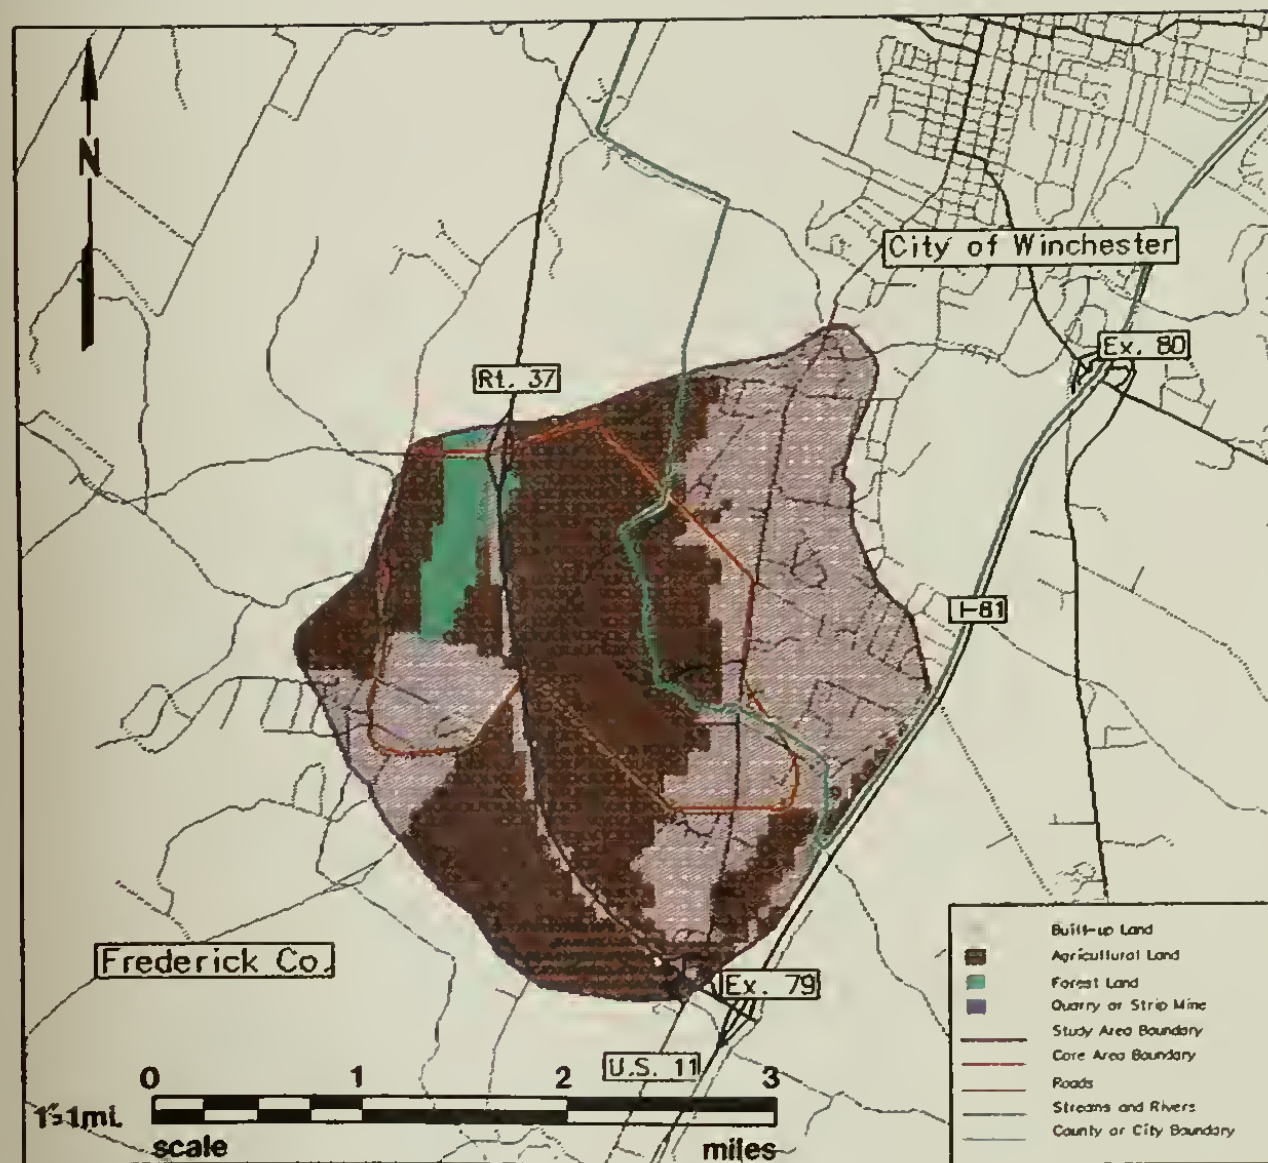 N
City of Winchester
Ex. 80
Rt. 37
I-81
Frederick Co.
Ex. 79
U.S. 11
0 1 2 3
1"=1mi.
scale miles
Built-up Land
Agricultural Land
Forest Land
Quarry or Strip Mine
Study Area Boundary
Core Area Boundary
Roads
Streams and Rivers
County or City Boundary